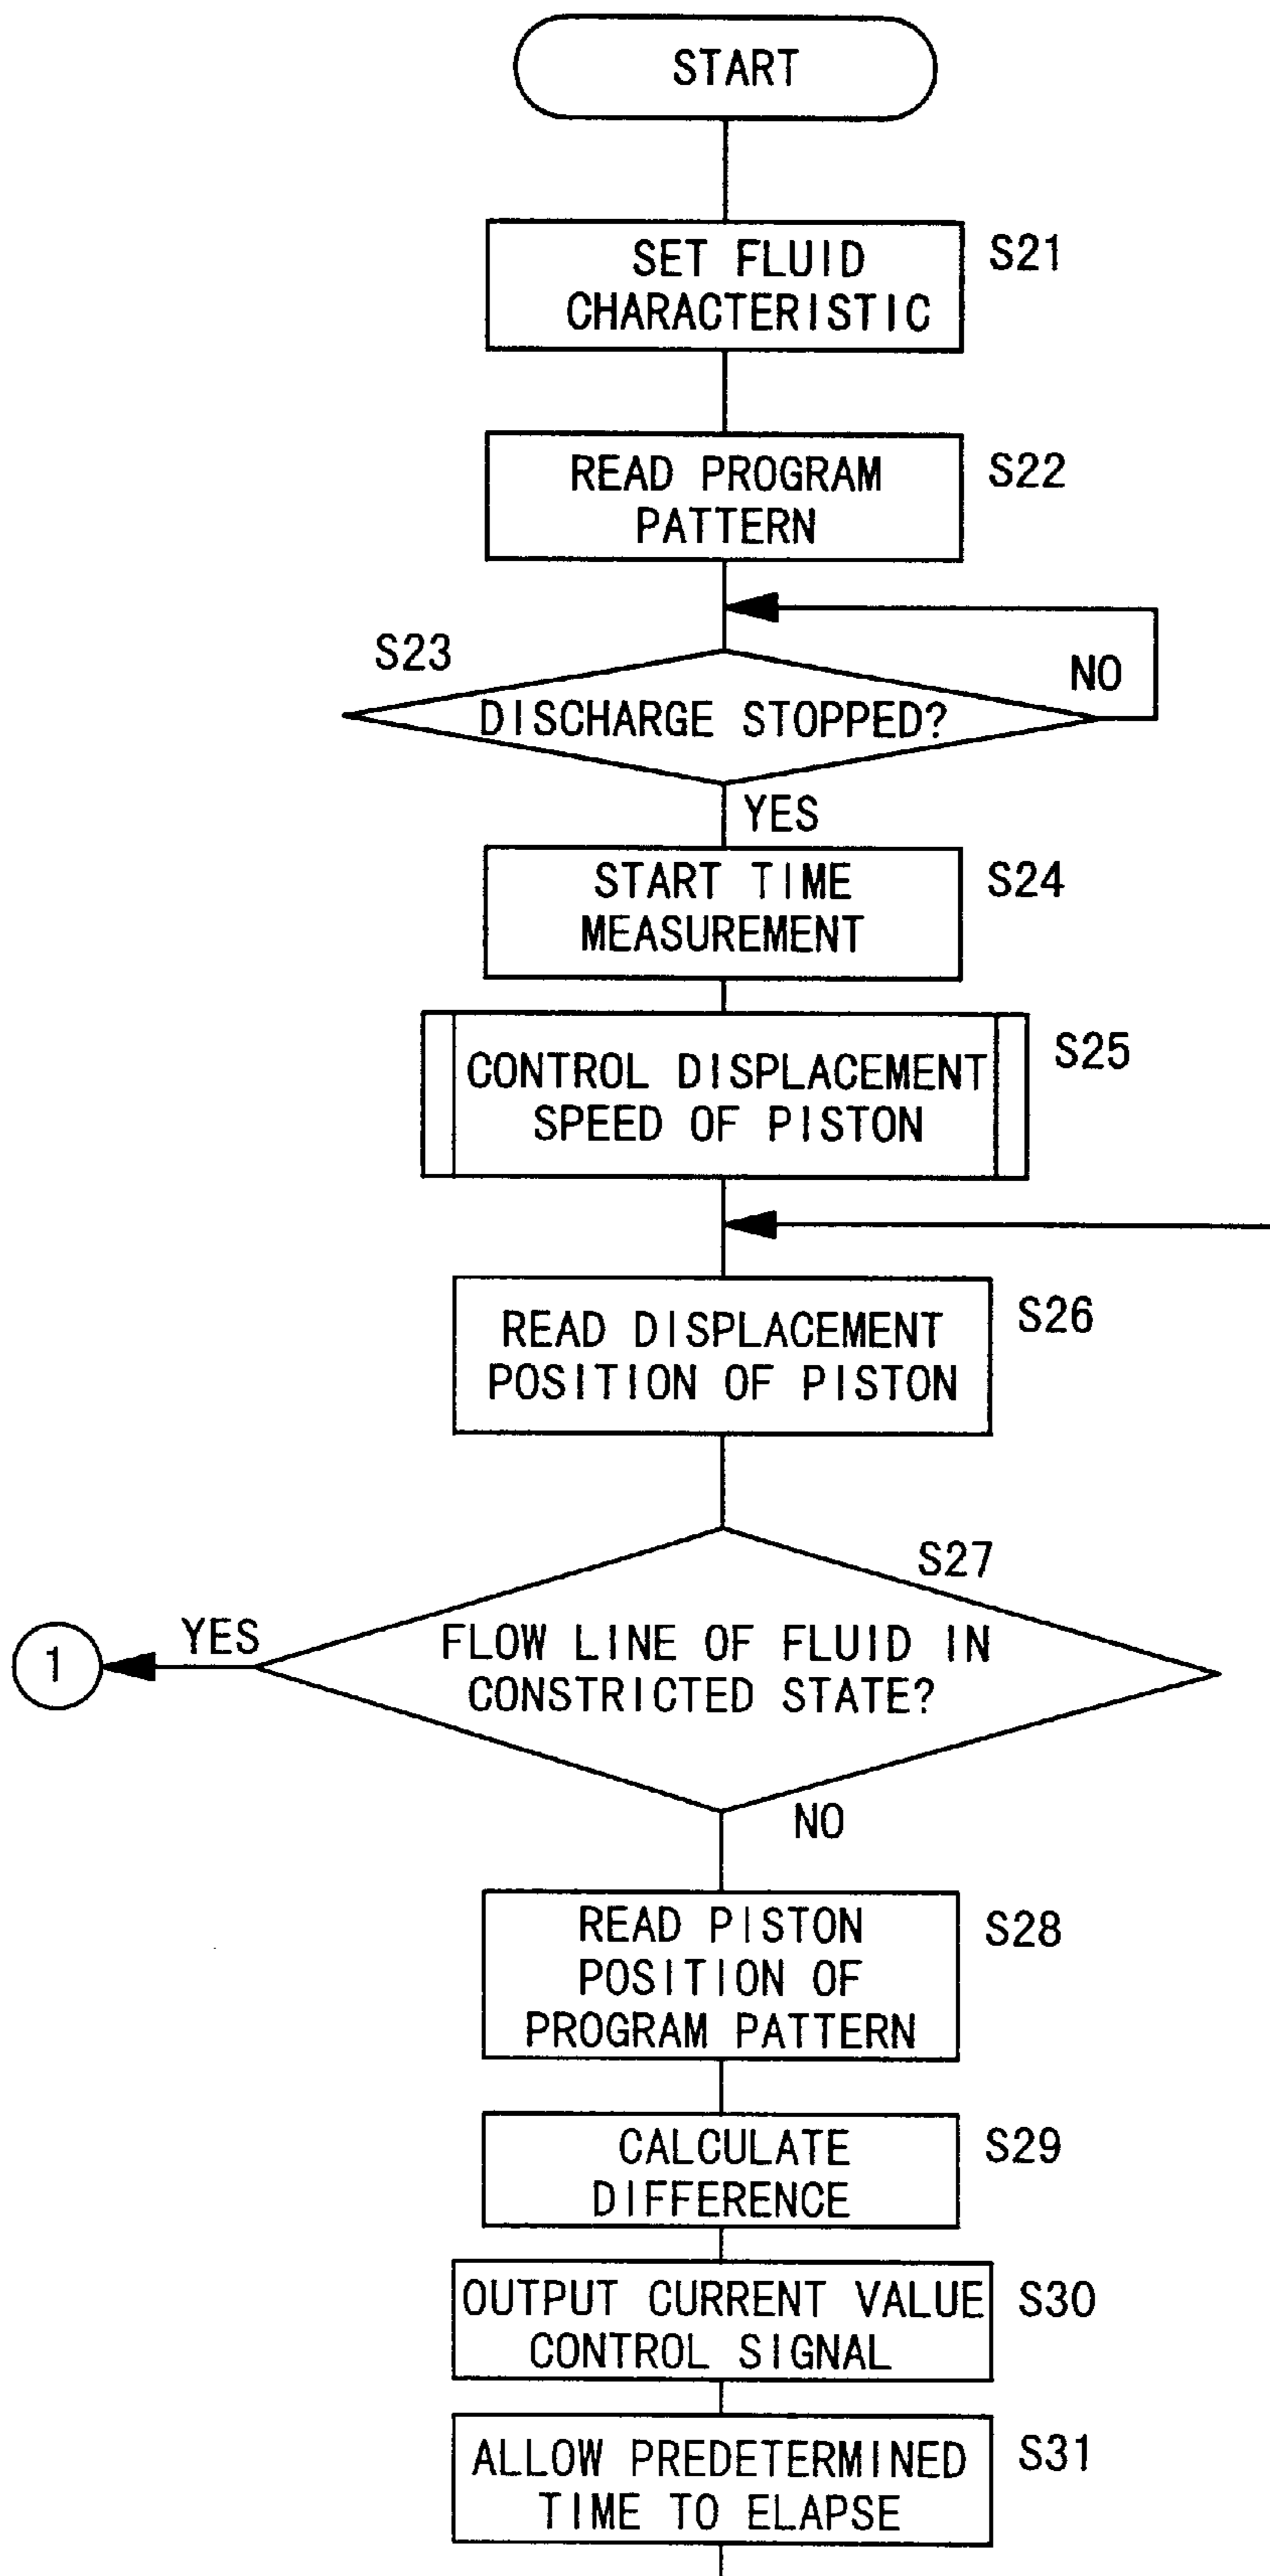 START
SET FLUID
CHARACTERISTIC
S21
READ PROGRAM
PATTERN
S22
S23
DISCHARGE STOPPED?
NO
YES
START TIME
MEASUREMENT
S24
CONTROL DISPLACEMENT
SPEED OF PISTON
S25
READ DISPLACEMENT
POSITION OF PISTON
S26
S27
1
YES
FLOW LINE OF FLUID IN
CONSTRICTED STATE?
NO
READ PISTON
POSITION OF
PROGRAM PATTERN
S28
CALCULATE
DIFFERENCE
S29
OUTPUT CURRENT VALUE
CONTROL SIGNAL
S30
ALLOW PREDETERMINED
TIME TO ELAPSE
S31